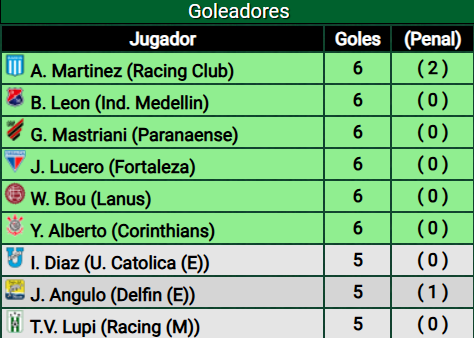 Goleadores
Jugador Goles (Penal)
A. Martinez (Racing Club) 6 ( 2 )
B. Leon (Ind. Medellin) 6 ( 0 )
G. Mastriani (Paranaense) 6 ( 0 )
J. Lucero (Fortaleza) 6 ( 0 )
W. Bou (Lanus) 6 ( 0 )
Y. Alberto (Corinthians) 6 ( 0 )
I. Diaz (U. Catolica (E)) 5 ( 0 )
J. Angulo (Delfin (E)) 5 ( 1 )
T.V. Lupi (Racing (M)) 5 ( 0 )